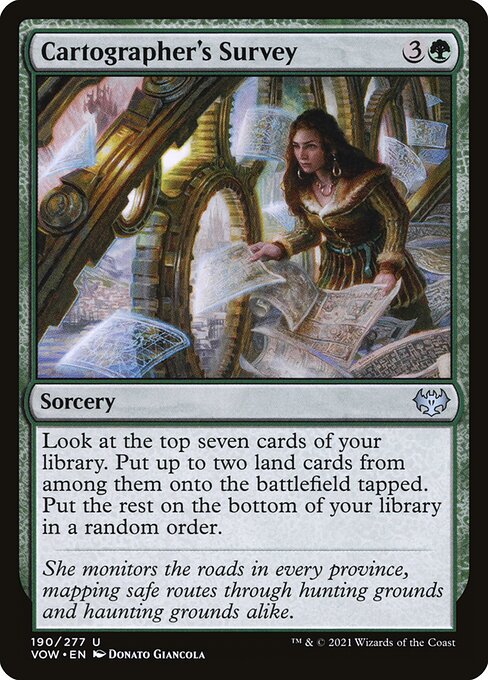 Cartographer's Survey 3
Sorcery
Look at the top seven cards of your
library. Put up to two land cards from
among them onto the battlefield tapped.
Put the rest on the bottom of your library
in a random order.
She monitors the roads in every province,
mapping safe routes through hunting grounds
and haunting grounds alike.
190/277 U
VOW • EN Donato Giancola
™ & © 2021 Wizards of the Coast